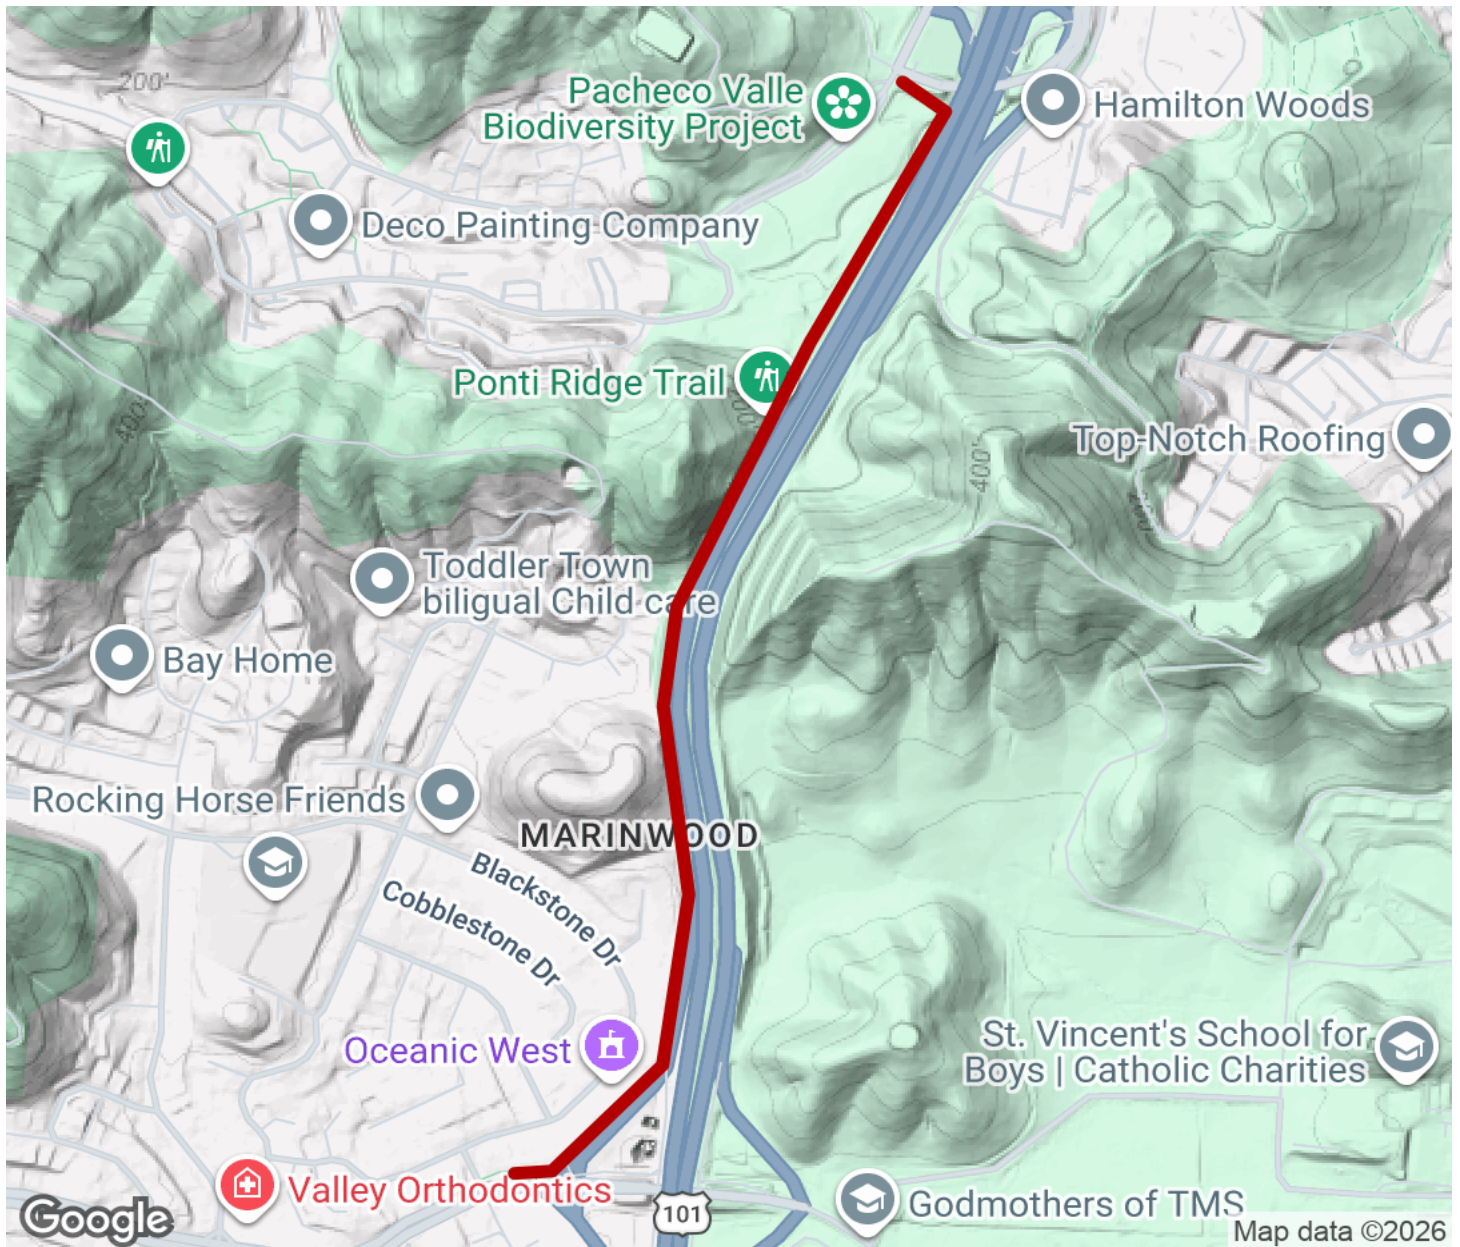 200'
Pacheco Valle
Biodiversity Project
Hamilton Woods
Deco Painting Company
Ponti Ridge Trail
400'
Top-Notch Roofing
400'
Toddler Town
biligual Child care
Bay Home
Rocking Horse Friends
MARINWOOD
Blackstone Dr
Cobblestone Dr
Oceanic West
St. Vincent's School for
Boys | Catholic Charities
Valley Orthodontics
101
Godmothers of TMS
Google
Map data ©2026